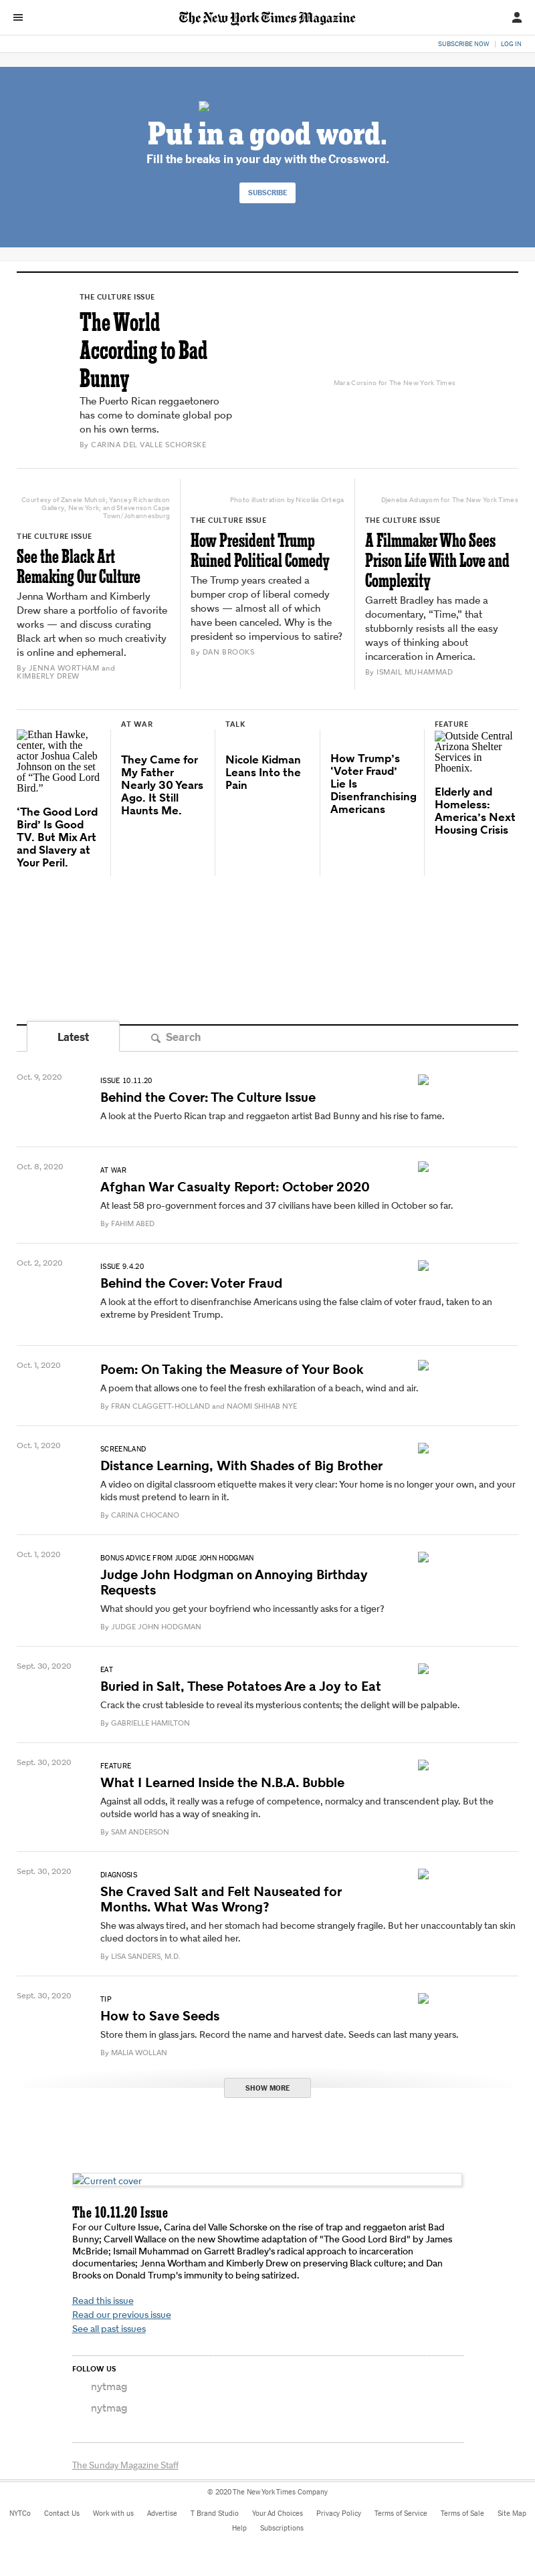 The New York Times Magazine
SUBSCRIBE NOW
LOG IN
Put in a good word.
Fill the breaks in your day with the Crossword.
SUBSCRIBE
THE CULTURE ISSUE
The World
According to Bad
Bunny
The Puerto Rican reggaetonero
has come to dominate global pop
on his own terms.
By CARINA DEL VALLE SCHORSKE
Mara Corsino for The New York Times
Courtesy of Zanele Muholi; Yancey Richardson
Gallery, New York; and Stevenson Cape
Town/Johannesburg
THE CULTURE ISSUE
See the Black Art
Remaking Our Culture
Jenna Wortham and Kimberly
Drew share a portfolio of favorite
works — and discuss curating
Black art when so much creativity
is online and ephemeral.
By JENNA WORTHAM and
KIMBERLY DREW
Photo illustration by Nicolás Ortega
THE CULTURE ISSUE
How President Trump
Ruined Political Comedy
The Trump years created a
bumper crop of liberal comedy
shows — almost all of which
have been canceled. Why is the
president so impervious to satire?
By DAN BROOKS
Djeneba Aduayom for The New York Times
THE CULTURE ISSUE
A Filmmaker Who Sees
Prison Life With Love and
Complexity
Garrett Bradley has made a
documentary, “Time,” that
stubbornly resists all the easy
ways of thinking about
incarceration in America.
By ISMAIL MUHAMMAD
Ethan Hawke,
center, with the
actor Joshua Caleb
Johnson on the set
of “The Good Lord
Bird.”
‘The Good Lord
Bird’ Is Good
TV. But Mix Art
and Slavery at
Your Peril.
AT WAR
They Came for
My Father
Nearly 30 Years
Ago. It Still
Haunts Me.
TALK
Nicole Kidman
Leans Into the
Pain
How Trump’s
‘Voter Fraud’
Lie Is
Disenfranchising
Americans
FEATURE
Outside Central
Arizona Shelter
Services in
Phoenix.
Elderly and
Homeless:
America’s Next
Housing Crisis
Latest
Search
Oct. 9, 2020
ISSUE 10.11.20
Behind the Cover: The Culture Issue
A look at the Puerto Rican trap and reggaeton artist Bad Bunny and his rise to fame.
Oct. 8, 2020
AT WAR
Afghan War Casualty Report: October 2020
At least 58 pro-government forces and 37 civilians have been killed in October so far.
By FAHIM ABED
Oct. 2, 2020
ISSUE 9.4.20
Behind the Cover: Voter Fraud
A look at the effort to disenfranchise Americans using the false claim of voter fraud, taken to an
extreme by President Trump.
Oct. 1, 2020
Poem: On Taking the Measure of Your Book
A poem that allows one to feel the fresh exhilaration of a beach, wind and air.
By FRAN CLAGGETT-HOLLAND and NAOMI SHIHAB NYE
Oct. 1, 2020
SCREENLAND
Distance Learning, With Shades of Big Brother
A video on digital classroom etiquette makes it very clear: Your home is no longer your own, and your
kids must pretend to learn in it.
By CARINA CHOCANO
Oct. 1, 2020
BONUS ADVICE FROM JUDGE JOHN HODGMAN
Judge John Hodgman on Annoying Birthday
Requests
What should you get your boyfriend who incessantly asks for a tiger?
By JUDGE JOHN HODGMAN
Sept. 30, 2020
EAT
Buried in Salt, These Potatoes Are a Joy to Eat
Crack the crust tableside to reveal its mysterious contents; the delight will be palpable.
By GABRIELLE HAMILTON
Sept. 30, 2020
FEATURE
What I Learned Inside the N.B.A. Bubble
Against all odds, it really was a refuge of competence, normalcy and transcendent play. But the
outside world has a way of sneaking in.
By SAM ANDERSON
Sept. 30, 2020
DIAGNOSIS
She Craved Salt and Felt Nauseated for
Months. What Was Wrong?
She was always tired, and her stomach had become strangely fragile. But her unaccountably tan skin
clued doctors in to what ailed her.
By LISA SANDERS, M.D.
Sept. 30, 2020
TIP
How to Save Seeds
Store them in glass jars. Record the name and harvest date. Seeds can last many years.
By MALIA WOLLAN
SHOW MORE
Current cover
The 10.11.20 Issue
For our Culture Issue, Carina del Valle Schorske on the rise of trap and reggaeton arist Bad
Bunny; Carvell Wallace on the new Showtime adaptation of "The Good Lord Bird" by James
McBride; Ismail Muhammad on Garrett Bradley's radical approach to incarceration
documentaries; Jenna Wortham and Kimberly Drew on preserving Black culture; and Dan
Brooks on Donald Trump's immunity to being satirized.
Read this issue
Read our previous issue
See all past issues
FOLLOW US
nytmag
nytmag
The Sunday Magazine Staff
© 2020 The New York Times Company
NYTCo Contact Us Work with us Advertise T Brand Studio Your Ad Choices Privacy Policy Terms of Service Terms of Sale Site Map
Help Subscriptions